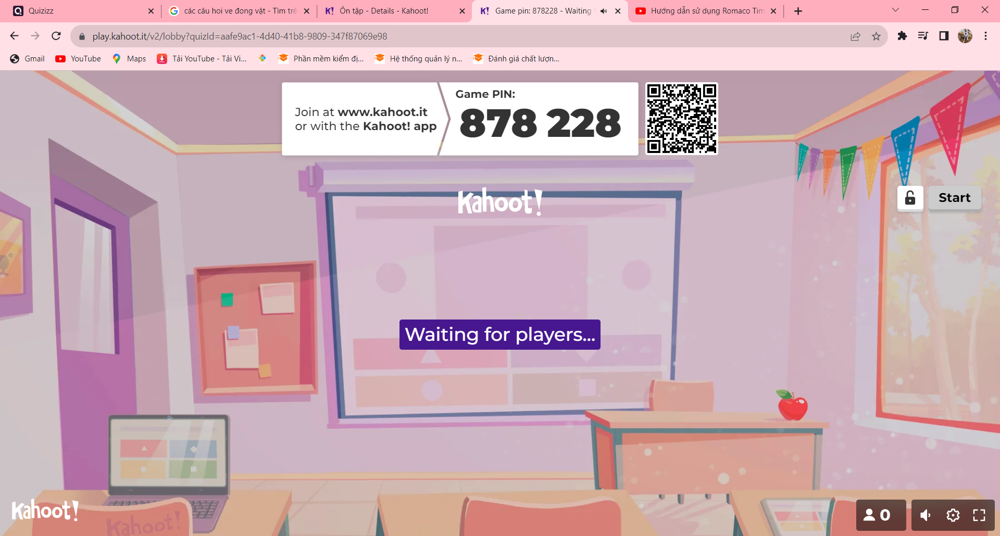 Quizizz
các câu hoi ve đong vật - Tìm trê
Ôn tập - Details - Kahoot!
Game pin: 878228 - Waiting
Hướng dẫn sử dụng Romaco Tim
play.kahoot.it/v2/lobby?quizId=aafe9ac1-4d40-41b8-9809-347f87069e98
Gmail
YouTube
Maps
Tải YouTube - Tải Vi...
Phần mềm kiểm đị...
Hệ thống quản lý n...
Đánh giá chất lượn...
Join at www.kahoot.it
or with the Kahoot! app
Game PIN:
878 228
Kahoot!
Start
Waiting for players...
Kahoot!
Kahoot!
0